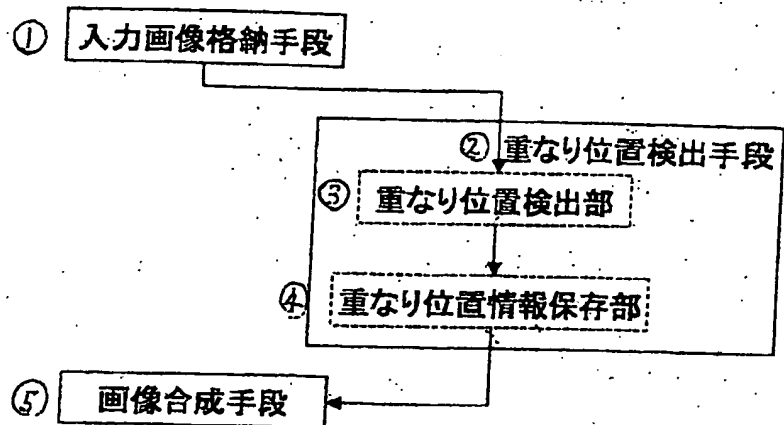 ① 入力画像格納手段
② 重なり位置検出手段
③ 重なり位置検出部
④ 重なり位置情報保存部
⑤ 画像合成手段